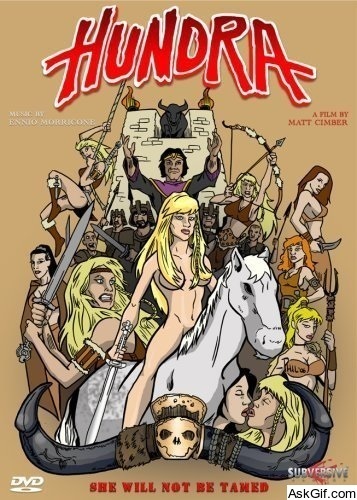 HUNDRA
MUSIC BY
ENNIO MORRICONE
A FILM BY
MATT CIMBER
DVD
SUBVERSIVE
SHE WILL NOT BE TAMED
AskGif.com